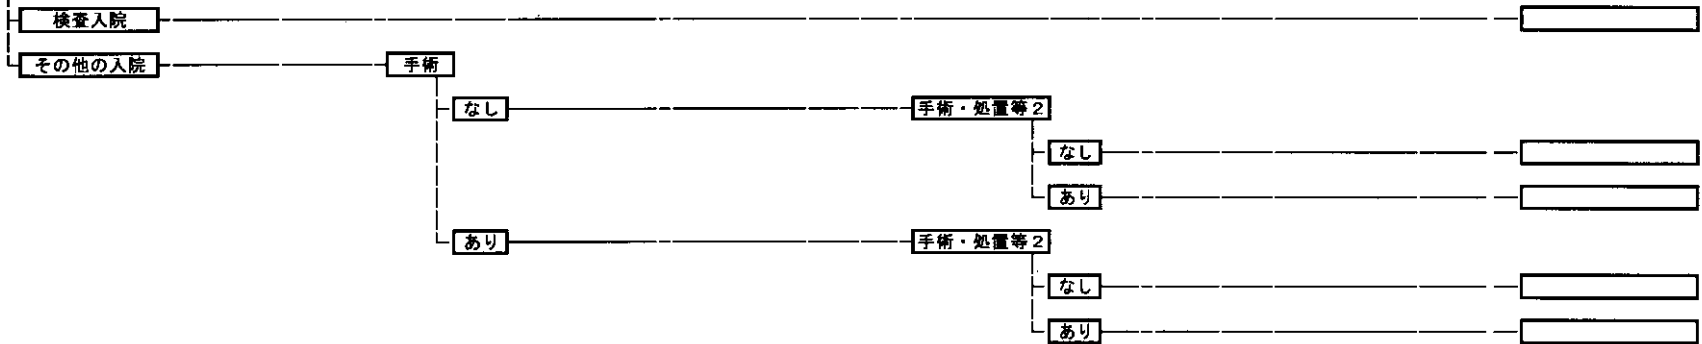 検査入院
その他の入院
手術
なし
手術・処置等2
なし
あり
あり
手術・処置等2
なし
あり